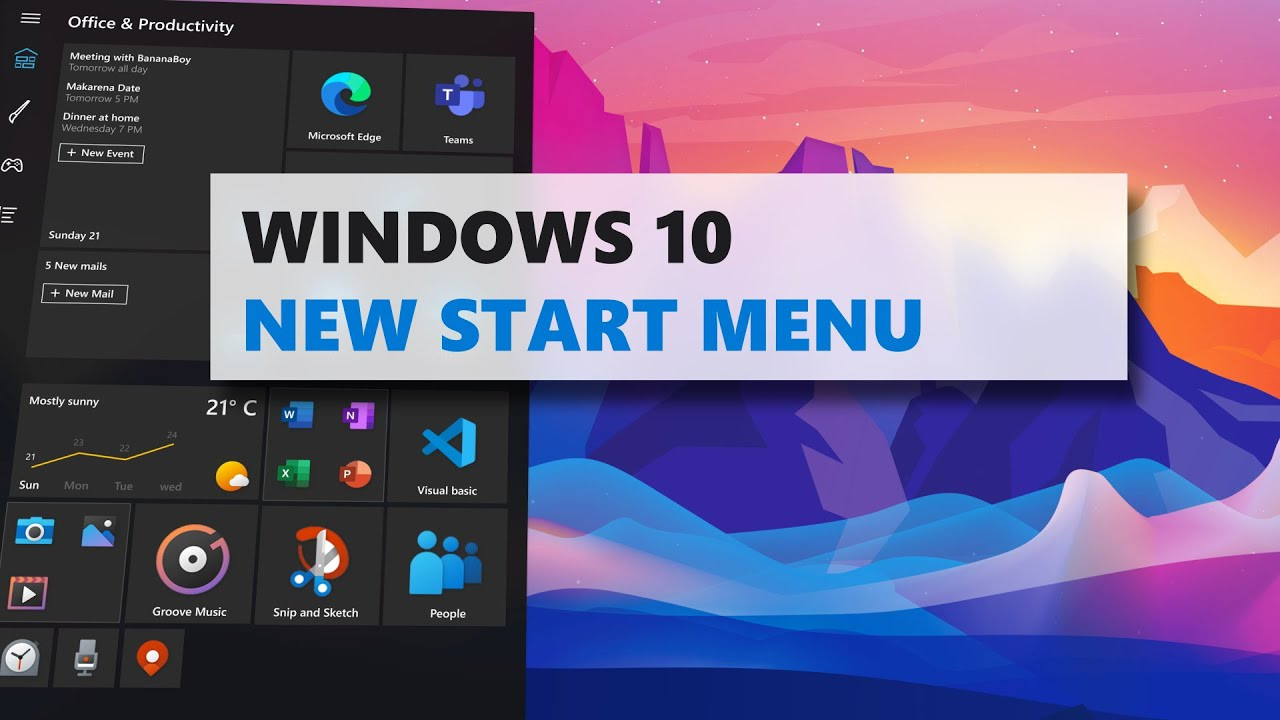 Office & Productivity
Meeting with BananaBoy
Tomorrow all day
Makarena Date
Tomorrow 5 PM
Dinner at home
Wednesday 7 PM
+ New Event
Sunday 21
5 New mails
+ New Mail
Microsoft Edge
T
Teams
WINDOWS 10
NEW START MENU
Mostly sunny
21° C
21
23
22
24
Sun
Mon
Tue
wed
W
N
X
P
Visual basic
Groove Music
Snip and Sketch
People